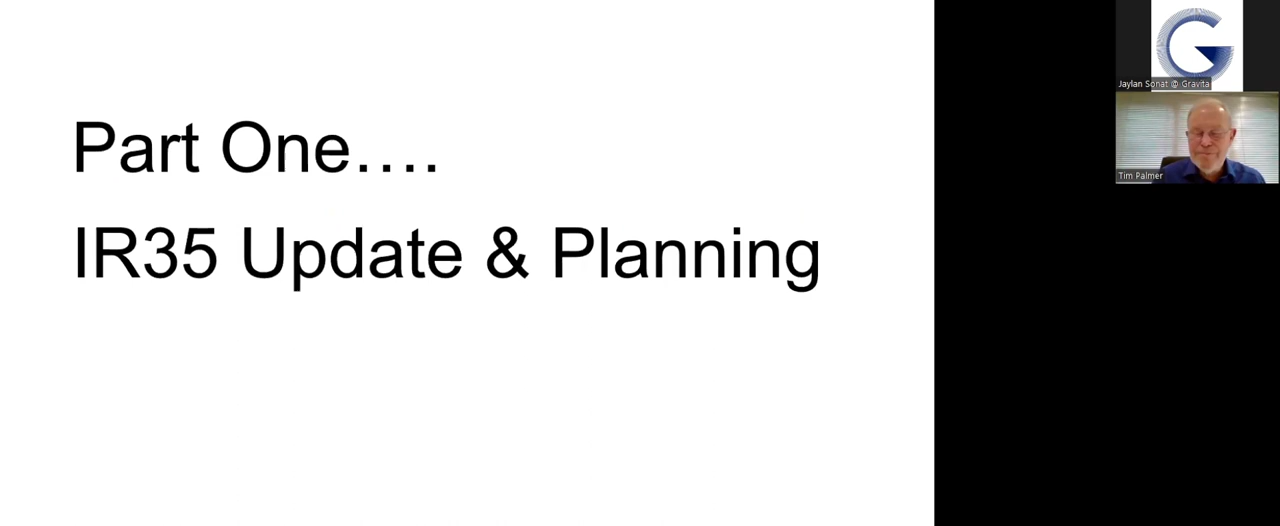 Part One….
IR35 Update & Planning
G
Jaylan Sonat @ Gravita
Tim Palmer